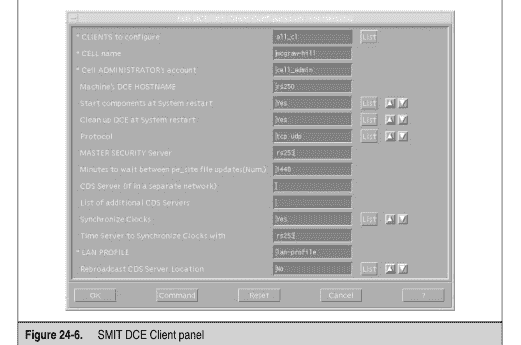 * CLIENTS to configure all_cl List
* CELL name mcgraw-hill
* Cell ADMINISTRATOR's account cell_admin
Machine's DCE HOSTNAME rs250
Start components at System restart Yes List
Clean up DCE at System restart Yes List
Protocol tcp udp List
MASTER SECURITY Server rs253
Minutes to wait between pe_site file updates(Num.) 1440
CDS Server (If in a separate network)
List of additional CDS Servers
Synchronize Clocks Yes List
Time Server to Synchronize Clocks with rs253
* LAN PROFILE lan-profile
Rebroadcast CDS Server Location No List
OK Command Reset Cancel ?
Figure 24-6. SMIT DCE Client panel